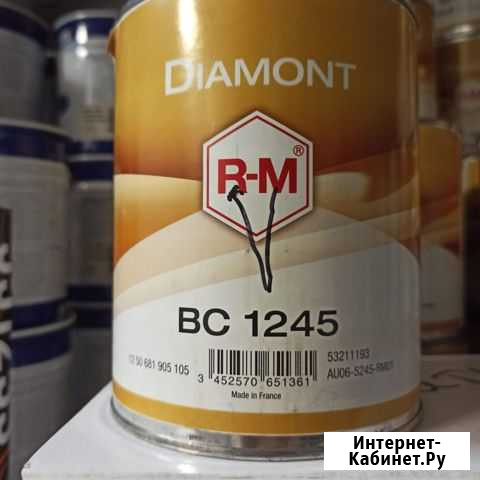 DIAMONT
R-M®
BC 1245
12 50 681 905 105
3 452570 651361
53211193
AU06-5245-RM01
Made in France
Интернет-
Кабинет.Ру